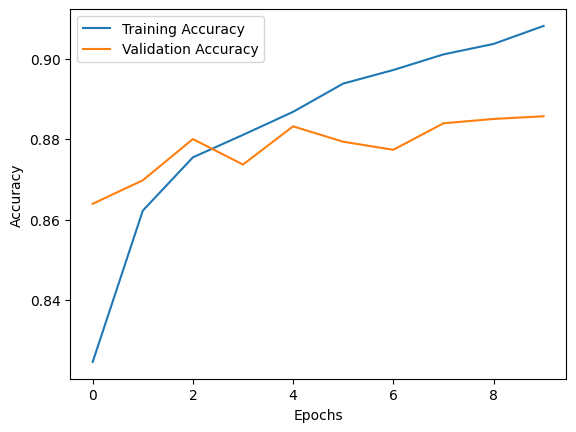 Training Accuracy
Validation Accuracy
0.90
0.88
0.86
0.84
Accuracy
0 2 4 6 8
Epochs